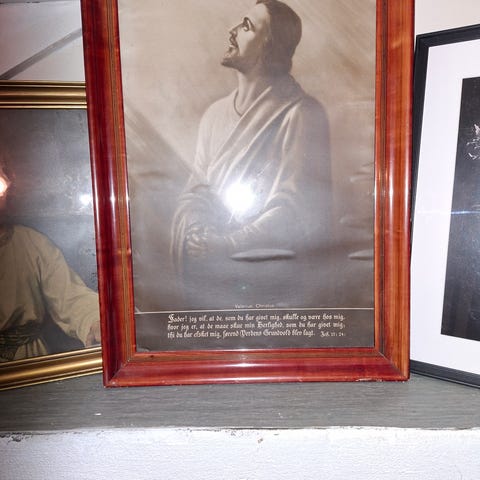 Valerius Christus
Fader! jeg vil, at de, som du har givet mig, skulle og være hos mig,
hvor jeg er, at de maae skue min Herlighed, som du har givet mig,
thi du har elsket mig, førend Verdens Grundvold blev lagt. Joh. 17: 24.